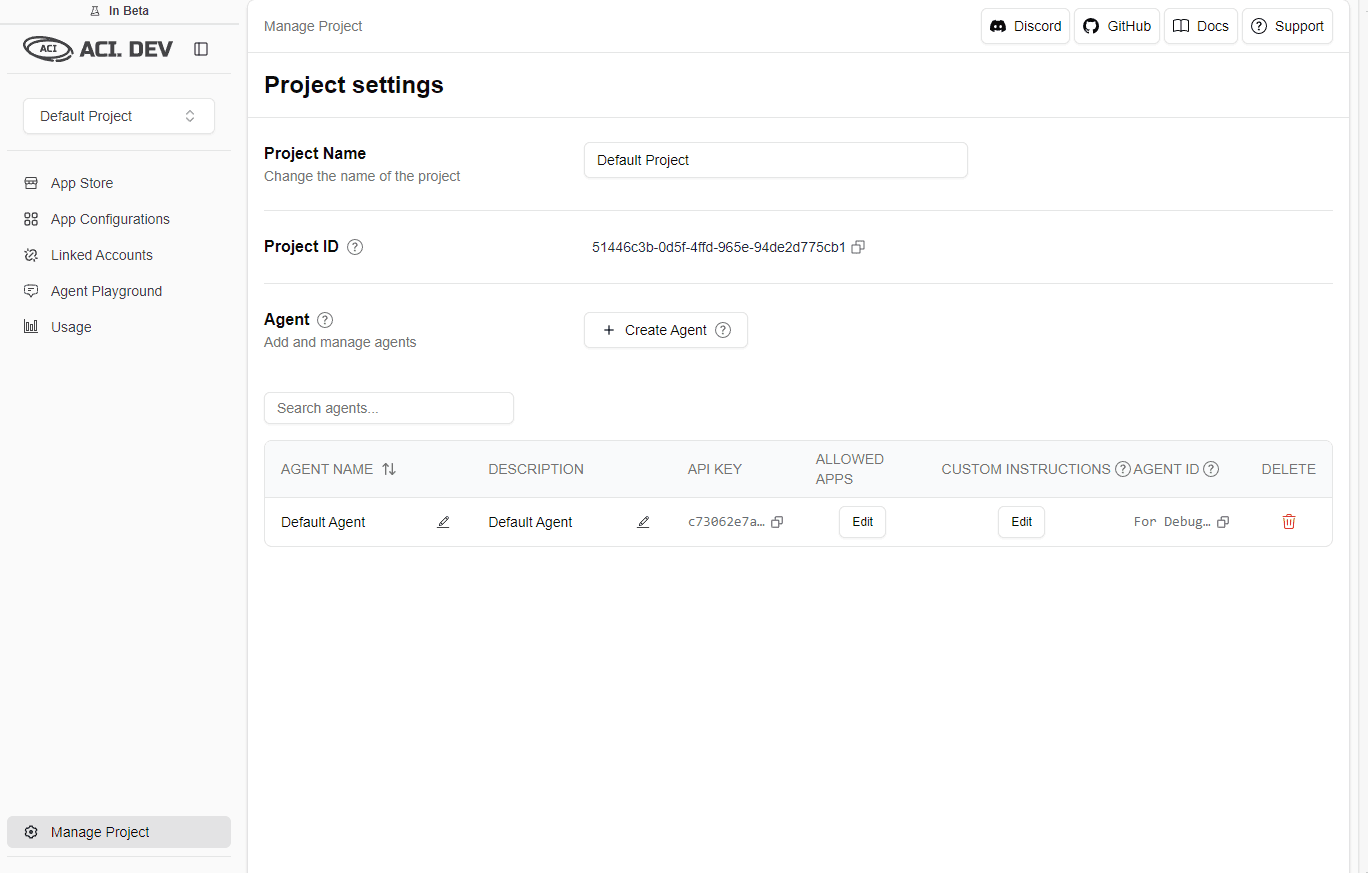 In Beta
ACI ACI. DEV
Default Project
App Store
App Configurations
Linked Accounts
Agent Playground
Usage
Manage Project
Manage Project
Discord
GitHub
Docs
Support
Project settings
Project Name
Change the name of the project
Default Project
Project ID
51446c3b-0d5f-4ffd-965e-94de2d775cb1
Agent
Add and manage agents
+ Create Agent
Search agents...
AGENT NAME DESCRIPTION API KEY ALLOWED APPS CUSTOM INSTRUCTIONS AGENT ID DELETE
Default Agent Default Agent c73062e7a… Edit Edit For Debug…